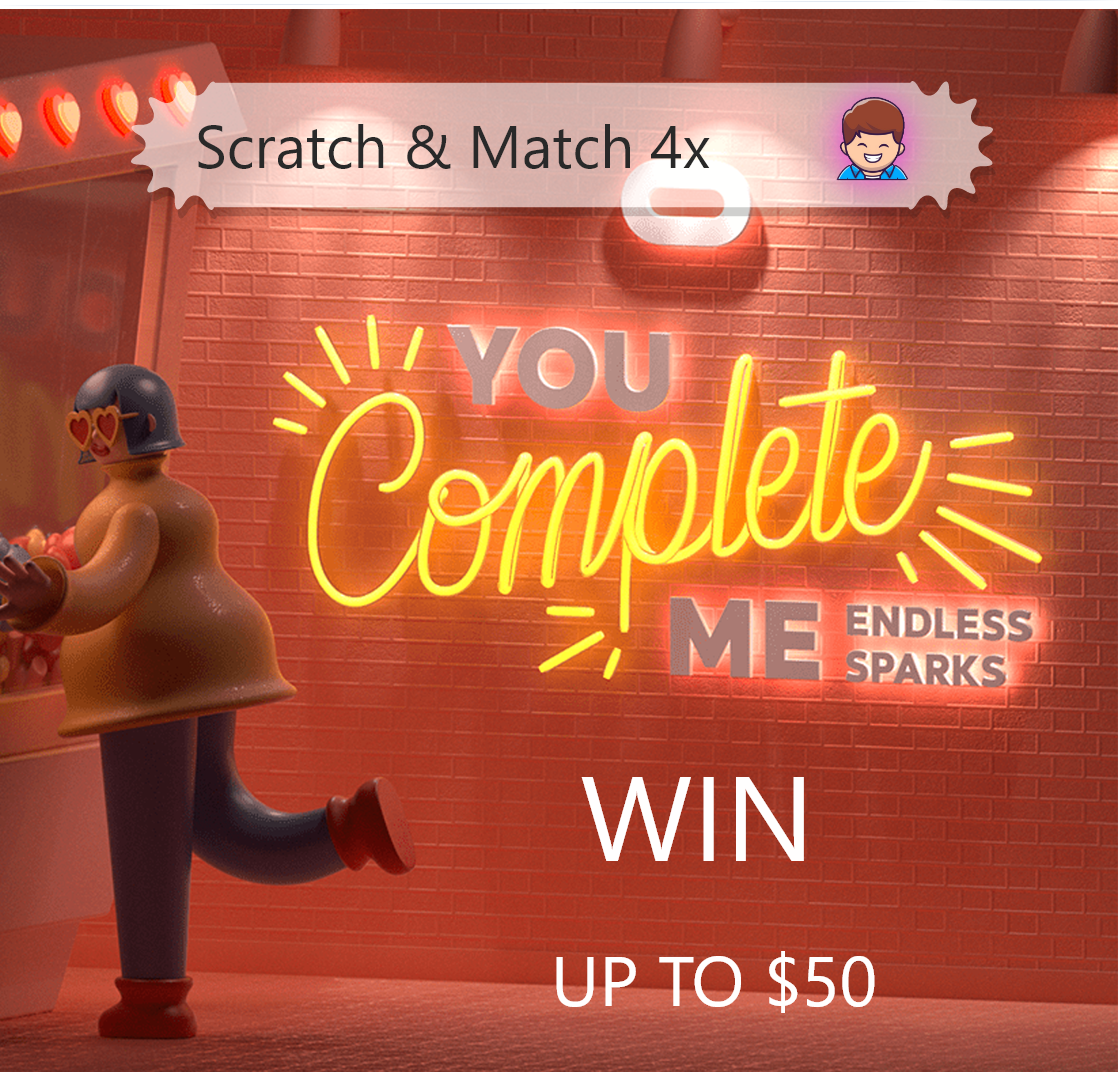 Scratch & Match 4x
YOU
Complete
ME ENDLESS
SPARKS
WIN
UP TO $50